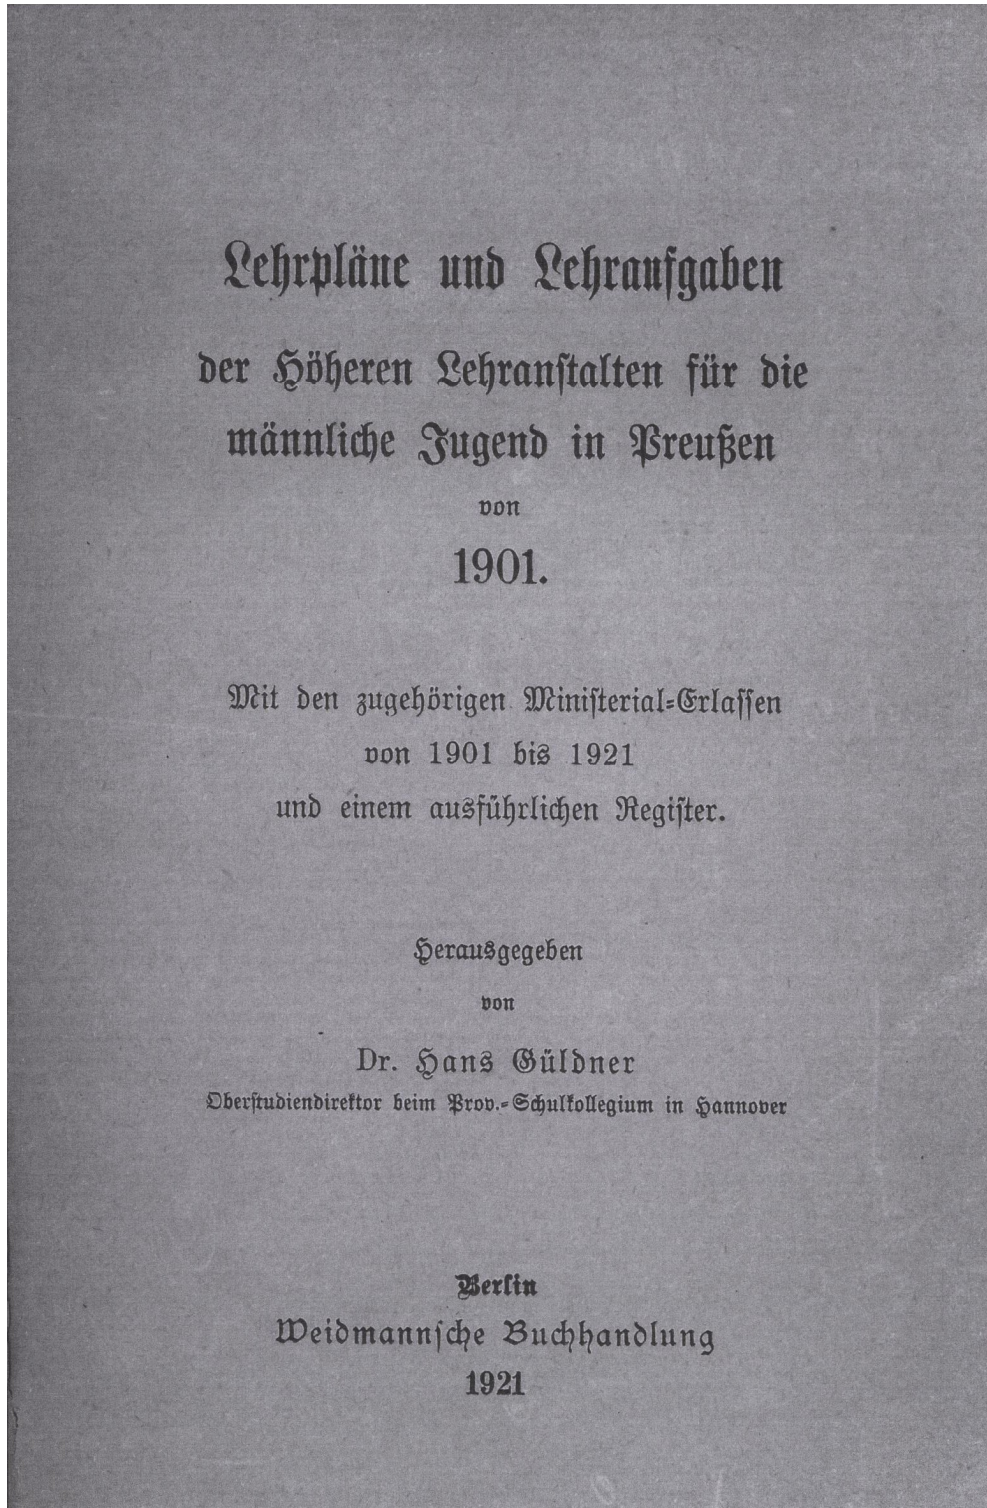 Lehrpläne und Lehraufgaben
der Höheren Lehranſtalten für die
männliche Jugend in Preußen
von
1901.
Mit den zugehörigen Miniſterial-Erlaſſen
von 1901 bis 1921
und einem ausführlichen Regiſter.
Herausgegeben
von
Dr. Hans Güldner
Oberſtudiendirektor beim Prov.-Schulkollegium in Hannover
Berlin
Weidmannſche Buchhandlung
1921